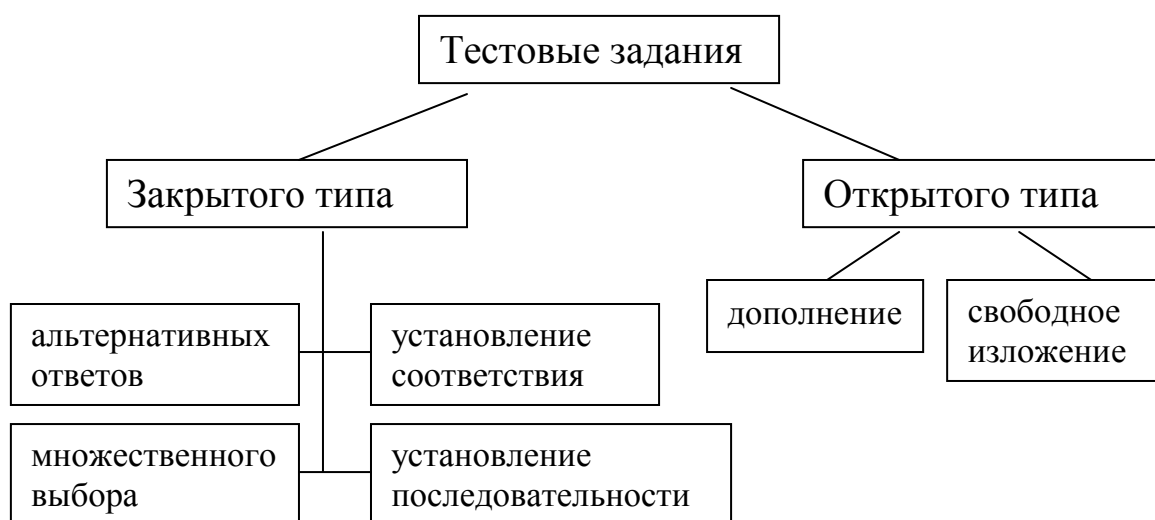 Тестовые задания
Закрытого типа
Открытого типа
дополнение
свободное
изложение
альтернативных
ответов
установление
соответствия
множественного
выбора
установление
последовательности